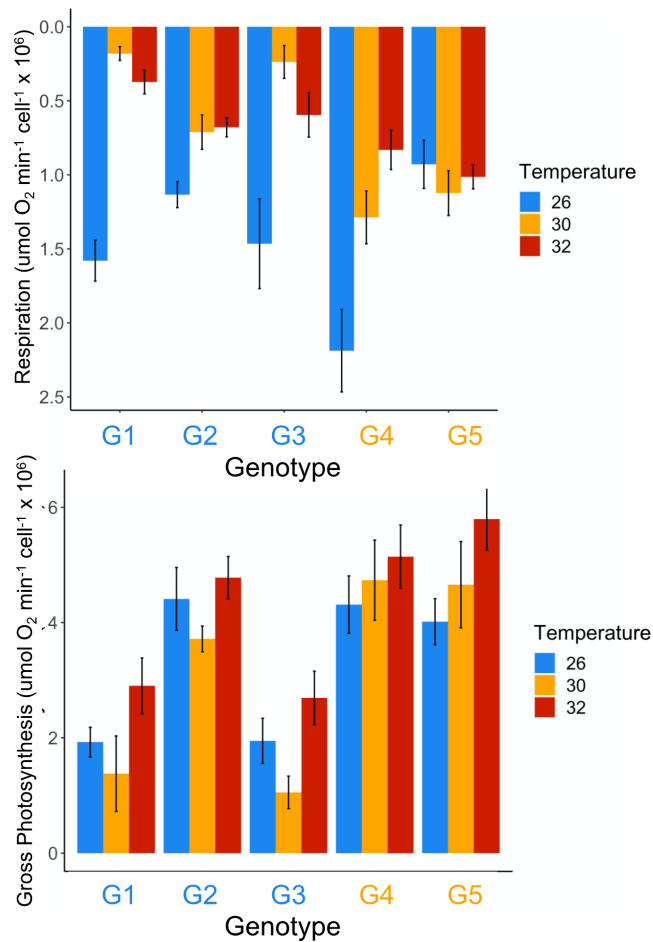 Respiration (umol O₂ min⁻¹ cell⁻¹ x 10⁶)
0.0
0.5
1.0
1.5
2.0
2.5
G1 G2 G3 G4 G5
Genotype
Temperature
26
30
32
Gross Photosynthesis (umol O₂ min⁻¹ cell⁻¹ x 10⁶)
6
4
2
0
G1 G2 G3 G4 G5
Genotype
Temperature
26
30
32